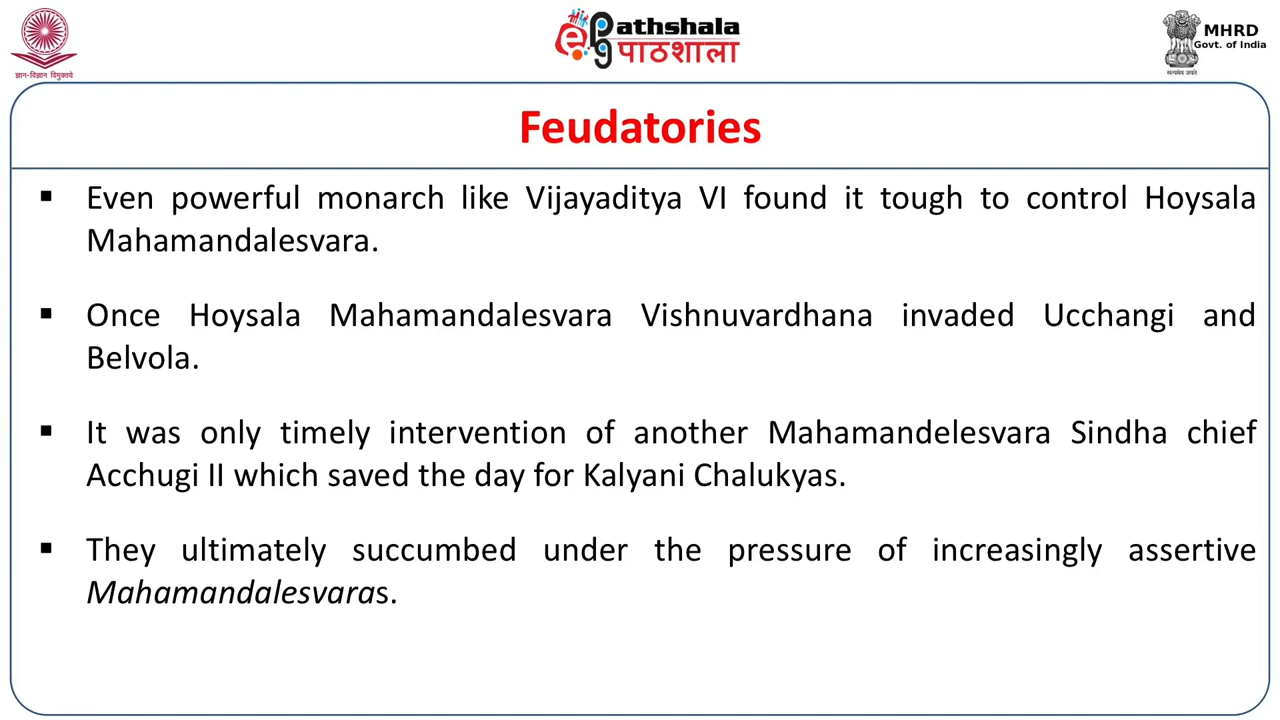 ज्ञान-विज्ञान विमुक्तये
ePathshala
पाठशाला
सत्यमेव जयते
MHRD
Govt. of India
Feudatories
▪ Even powerful monarch like Vijayaditya VI found it tough to control Hoysala
Mahamandalesvara.
▪ Once Hoysala Mahamandalesvara Vishnuvardhana invaded Ucchangi and
Belvola.
▪ It was only timely intervention of another Mahamandelesvara Sindha chief
Acchugi II which saved the day for Kalyani Chalukyas.
▪ They ultimately succumbed under the pressure of increasingly assertive
Mahamandalesvaras.